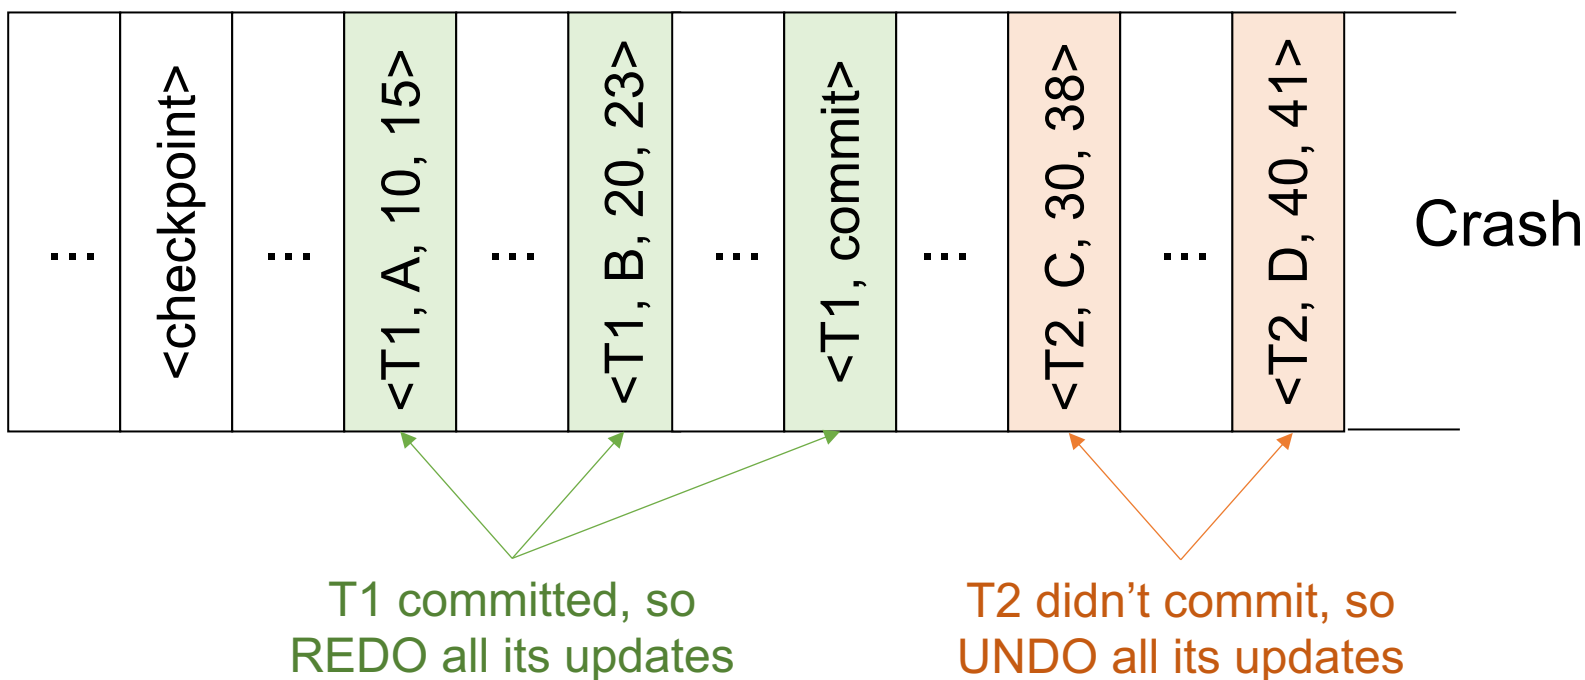 ...
<checkpoint>
...
<T1, A, 10, 15>
...
<T1, B, 20, 23>
...
<T1, commit>
...
<T2, C, 30, 38>
...
<T2, D, 40, 41>
Crash
T1 committed, so
REDO all its updates
T2 didn’t commit, so
UNDO all its updates